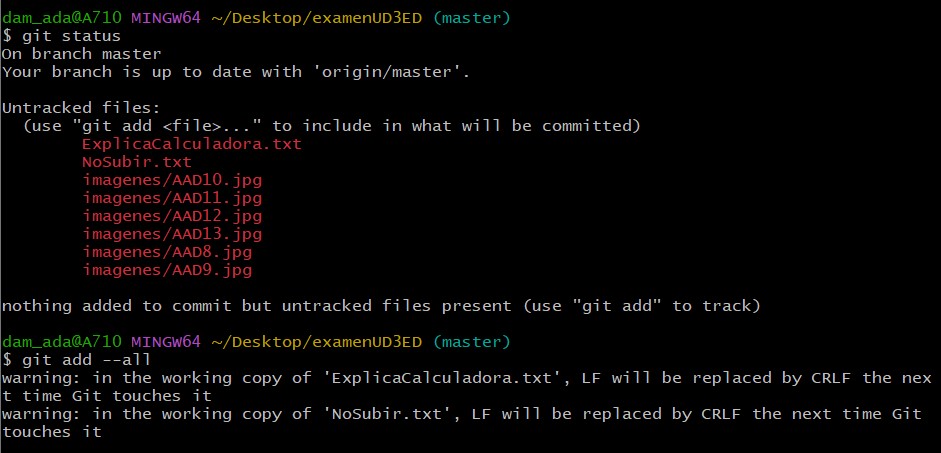 dam_ada@A710 MINGW64 ~/Desktop/examenUD3ED (master)
$ git status
On branch master
Your branch is up to date with 'origin/master'.
Untracked files:
(use "git add <file>..." to include in what will be committed)
ExplicaCalculadora.txt
NoSubir.txt
imagenes/AAD10.jpg
imagenes/AAD11.jpg
imagenes/AAD12.jpg
imagenes/AAD13.jpg
imagenes/AAD8.jpg
imagenes/AAD9.jpg
nothing added to commit but untracked files present (use "git add" to track)
dam_ada@A710 MINGW64 ~/Desktop/examenUD3ED (master)
$ git add --all
warning: in the working copy of 'ExplicaCalculadora.txt', LF will be replaced by CRLF the nex
t time Git touches it
warning: in the working copy of 'NoSubir.txt', LF will be replaced by CRLF the next time Git
touches it